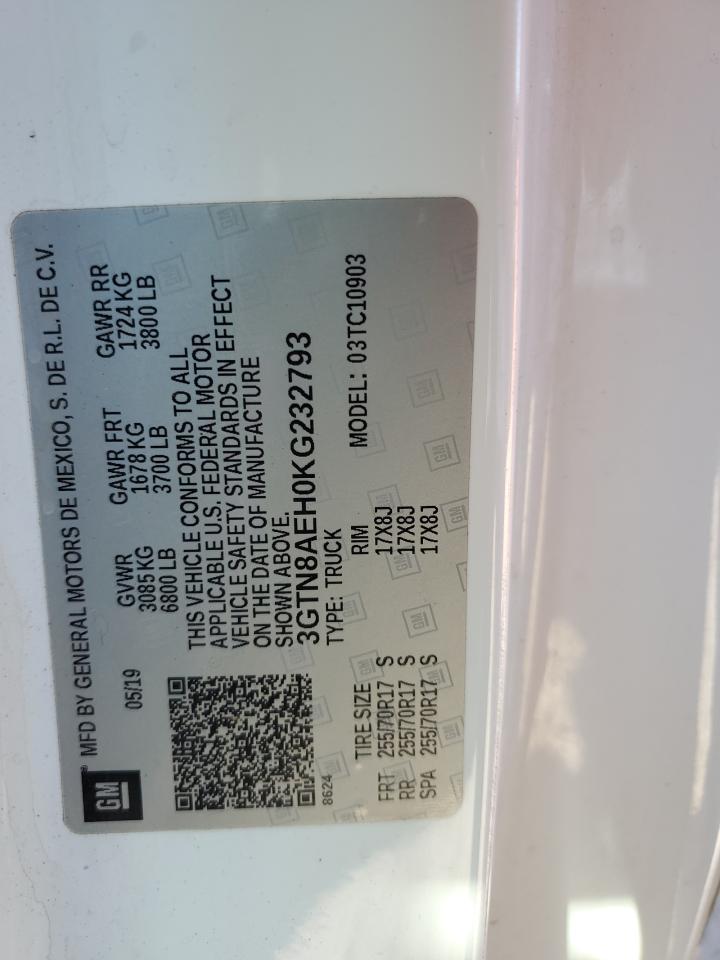 GM
MFD BY GENERAL MOTORS DE MEXICO, S. DE R.L. DE C.V.
05/19 GVWR GAWR FRT GAWR RR
3085 KG 1678 KG 1724 KG
6800 LB 3700 LB 3800 LB
THIS VEHICLE CONFORMS TO ALL
APPLICABLE U.S. FEDERAL MOTOR
VEHICLE SAFETY STANDARDS IN EFFECT
ON THE DATE OF MANUFACTURE
SHOWN ABOVE.
3GTN8AEH0KG232793
8624 TYPE: TRUCK MODEL: 03TC10903
TIRE SIZE RIM
FRT 255/70R17 S 17X8J
RR 255/70R17 S 17X8J
SPA 255/70R17 S 17X8J